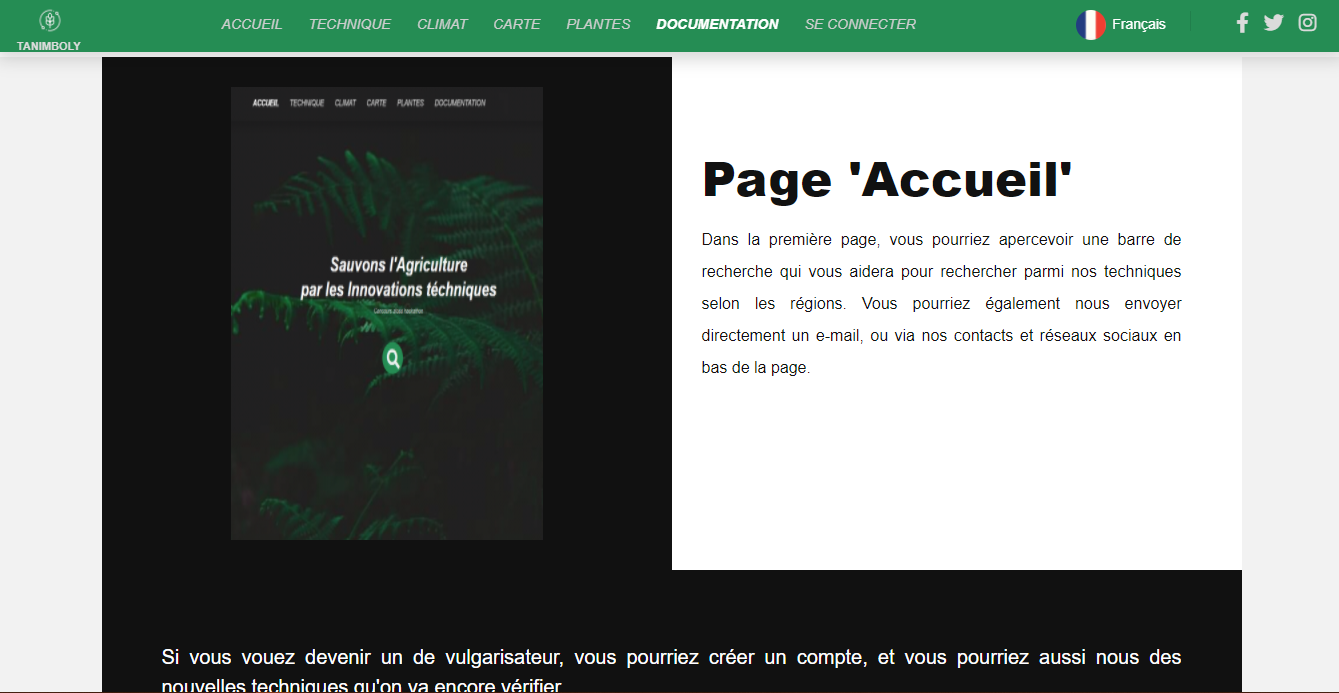 TANIMBOLY
ACCUEIL TECHNIQUE CLIMAT CARTE PLANTES DOCUMENTATION SE CONNECTER
Français
ACCUEIL TECHNIQUE CLIMAT CARTE PLANTES DOCUMENTATION
Sauvons l'Agriculture
par les Innovations téchniques
Page 'Accueil'
Dans la première page, vous pourriez apercevoir une barre de
recherche qui vous aidera pour rechercher parmi nos techniques
selon les régions. Vous pourriez également nous envoyer
directement un e-mail, ou via nos contacts et réseaux sociaux en
bas de la page.
Si vous vouez devenir un de vulgarisateur, vous pourriez créer un compte, et vous pourriez aussi nous des
nouvelles techniques qu'on va encore vérifier